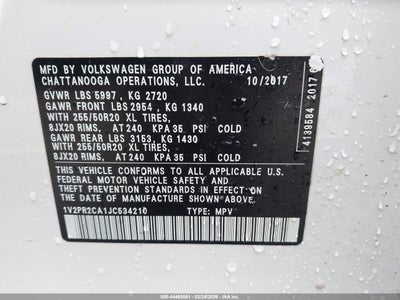 MFD BY VOLKSWAGEN GROUP OF AMERICA
CHATTANOOGA OPERATIONS, LLC. 10/2017
GVWR LBS 5997 , KG 2720
GAWR FRONT LBS 2954 , KG 1340
WITH 255/50R20 XL TIRES,
8JX20 RIMS, AT 240 KPA 35 PSI COLD
GAWR REAR LBS 3153 , KG 1430
WITH 255/50R20 XL TIRES,
8JX20 RIMS, AT 240 KPA 35 PSI COLD
THIS VEHICLE CONFORMS TO ALL APPLICABLE U.S.
FEDERAL MOTOR VEHICLE SAFETY AND THEFT
PREVENTION STANDARDS IN EFFECT ON THE
DATE OF MANUFACTURE SHOWN ABOVE.
1V2PR2CA1JC534210 TYPE: MPV
4139584 2017 6